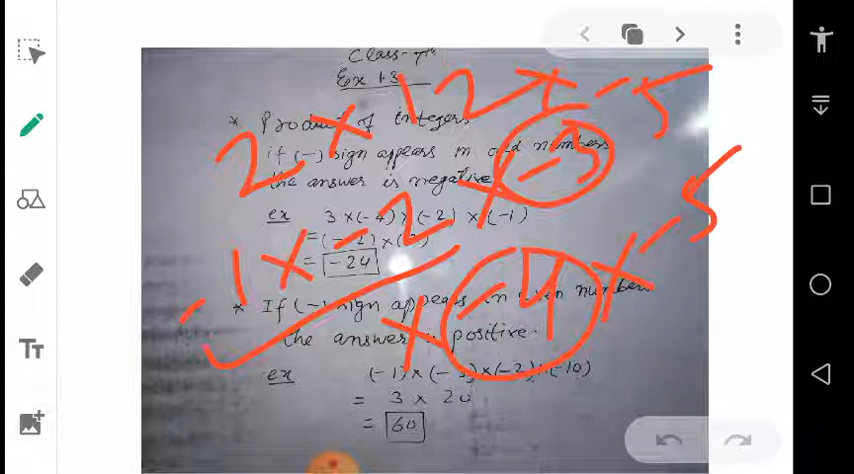 Class-7th
Ex 1.3
* Product of integers
if (-) sign appears in odd numbers
the answer is negative
ex 3 × (-4) × (-2) × (-1)
=
= -24
* If (-) sign appears in even numbers
the answer is positive.
ex (-1) × (-3) × (-2) × (-10)
= 3 × 20
= 60
2 × 12 × -5
× -3
-1 × -2
× -4 × -5
Tt